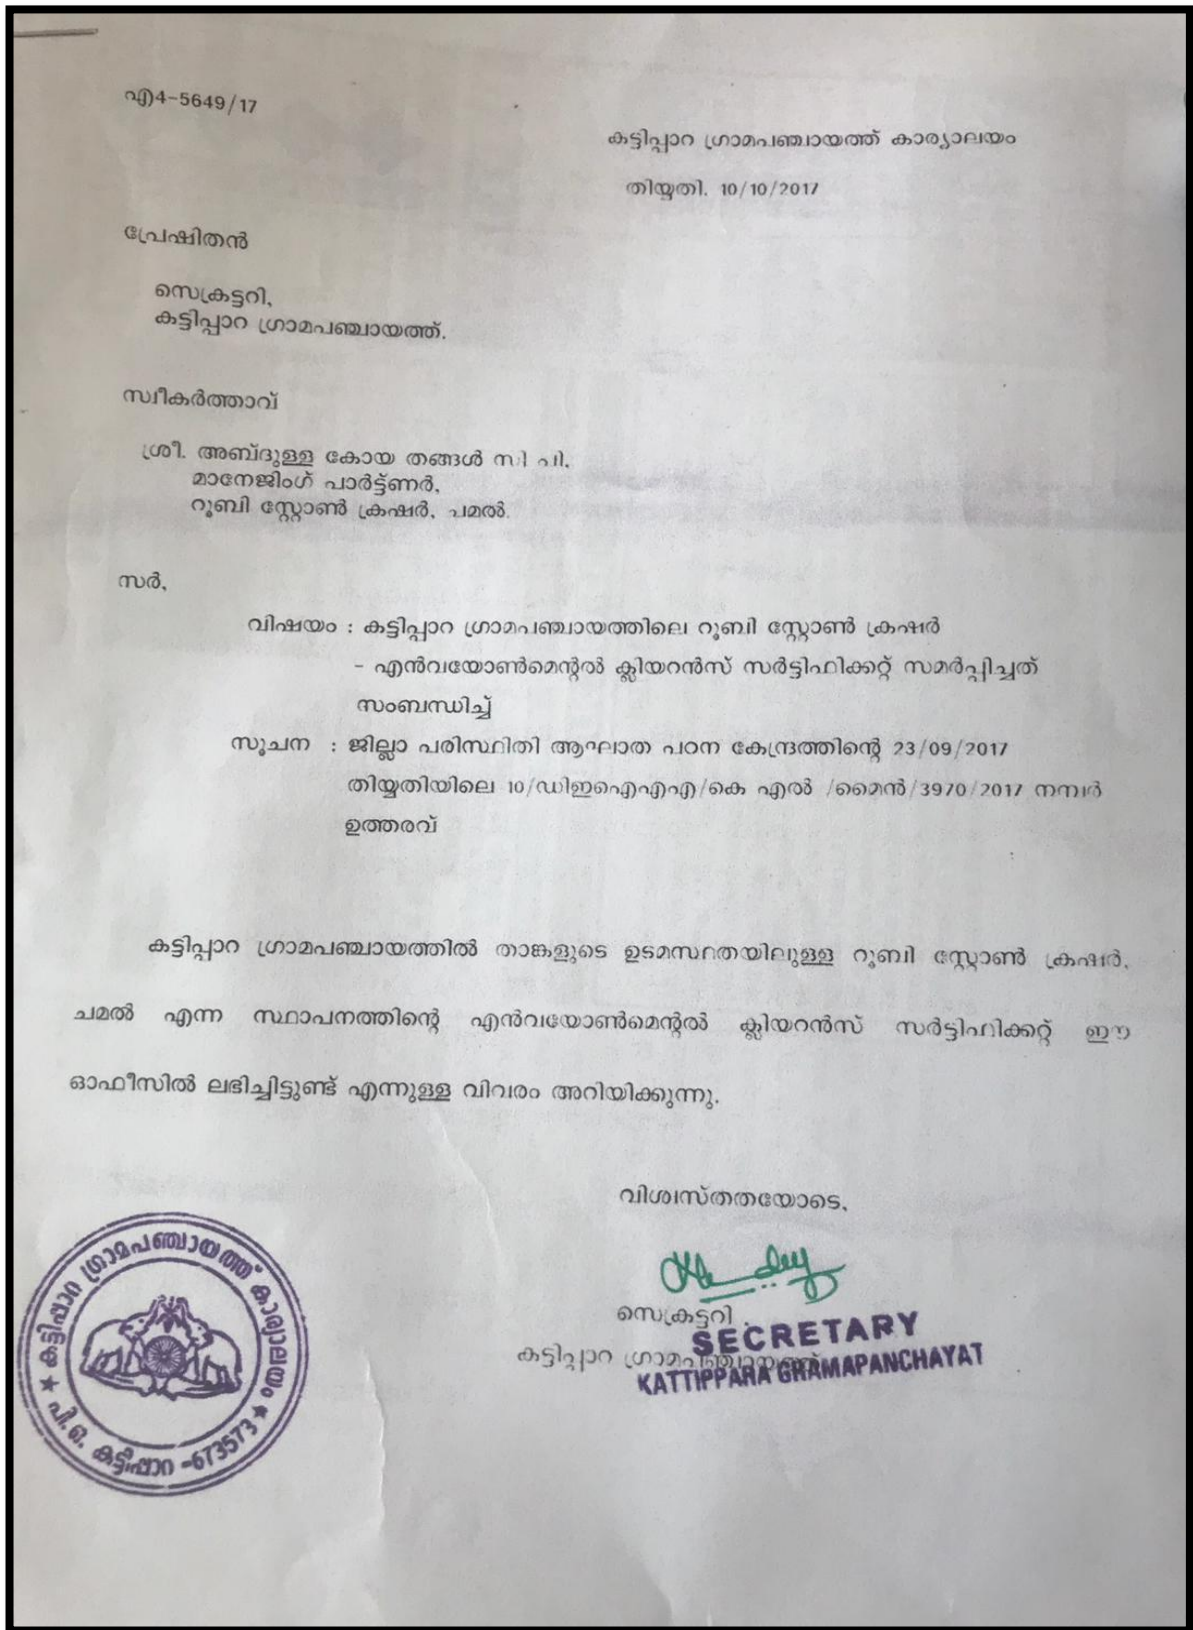 എ4-5649/17
കട്ടിപ്പാറ ഗ്രാമപഞ്ചായത്ത് കാര്യാലയം
തിയ്യതി. 10/10/2017
പ്രേഷിതൻ
സെക്രട്ടറി,
കട്ടിപ്പാറ ഗ്രാമപഞ്ചായത്ത്.
സ്വീകർത്താവ്
ശ്രീ. അബ്ദുള്ള കോയ തങ്ങൾ സി പി,
മാനേജിംഗ് പാർട്ട്ണർ,
റൂബി സ്റ്റോൺ ക്രഷർ, ചമൽ.
സർ,
വിഷയം : കട്ടിപ്പാറ ഗ്രാമപഞ്ചായത്തിലെ റൂബി സ്റ്റോൺ ക്രഷർ
- എൻവയോൺമെന്റൽ ക്ലിയറൻസ് സർട്ടിഫിക്കറ്റ് സമർപ്പിച്ചത്
സംബന്ധിച്ച്
സൂചന : ജില്ലാ പരിസ്ഥിതി ആഘാത പഠന കേന്ദ്രത്തിന്റെ 23/09/2017
തിയ്യതിയിലെ 10/ഡിഇഐഎഎ/കെ എൽ /മൈൻ/3970/2017 നമ്പർ
ഉത്തരവ്
കട്ടിപ്പാറ ഗ്രാമപഞ്ചായത്തിൽ താങ്കളുടെ ഉടമസ്ഥതയിലുള്ള റൂബി സ്റ്റോൺ ക്രഷർ,
ചമൽ എന്ന സ്ഥാപനത്തിന്റെ എൻവയോൺമെന്റൽ ക്ലിയറൻസ് സർട്ടിഫിക്കറ്റ് ഈ
ഓഫീസിൽ ലഭിച്ചിട്ടുണ്ട് എന്നുള്ള വിവരം അറിയിക്കുന്നു.
വിശ്വസ്തതയോടെ,
സെക്രട്ടറി
SECRETARY
കട്ടിപ്പാറ ഗ്രാമപഞ്ചായത്ത്
KATTIPPARA GRAMAPANCHAYAT
കട്ടിപ്പാറ ഗ്രാമപഞ്ചായത്ത് കാര്യാലയം
★ പി.ഒ. കട്ടിപ്പാറ -673573 ★